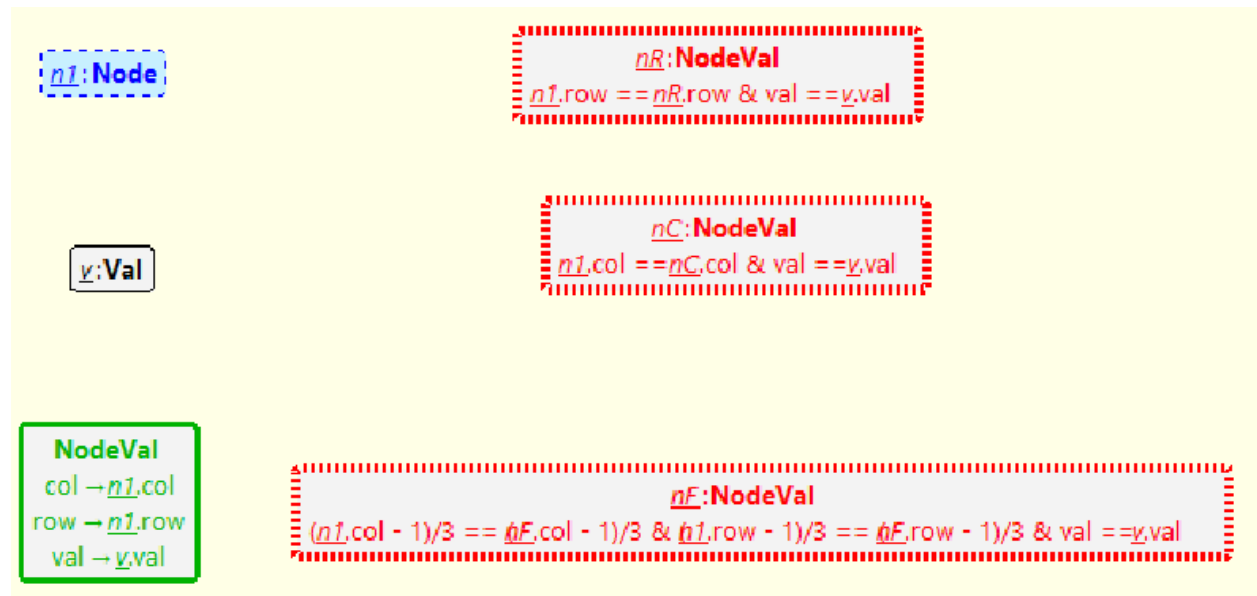 n1:Node
nR:NodeVal
n1.row ==nR.row & val ==v.val
nC:NodeVal
n1.col ==nC.col & val ==v.val
v:Val
NodeVal
col →n1.col
row →n1.row
val →v.val
nF:NodeVal
(n1.col - 1)/3 == (nF.col - 1)/3 & (n1.row - 1)/3 == (nF.row - 1)/3 & val ==v.val